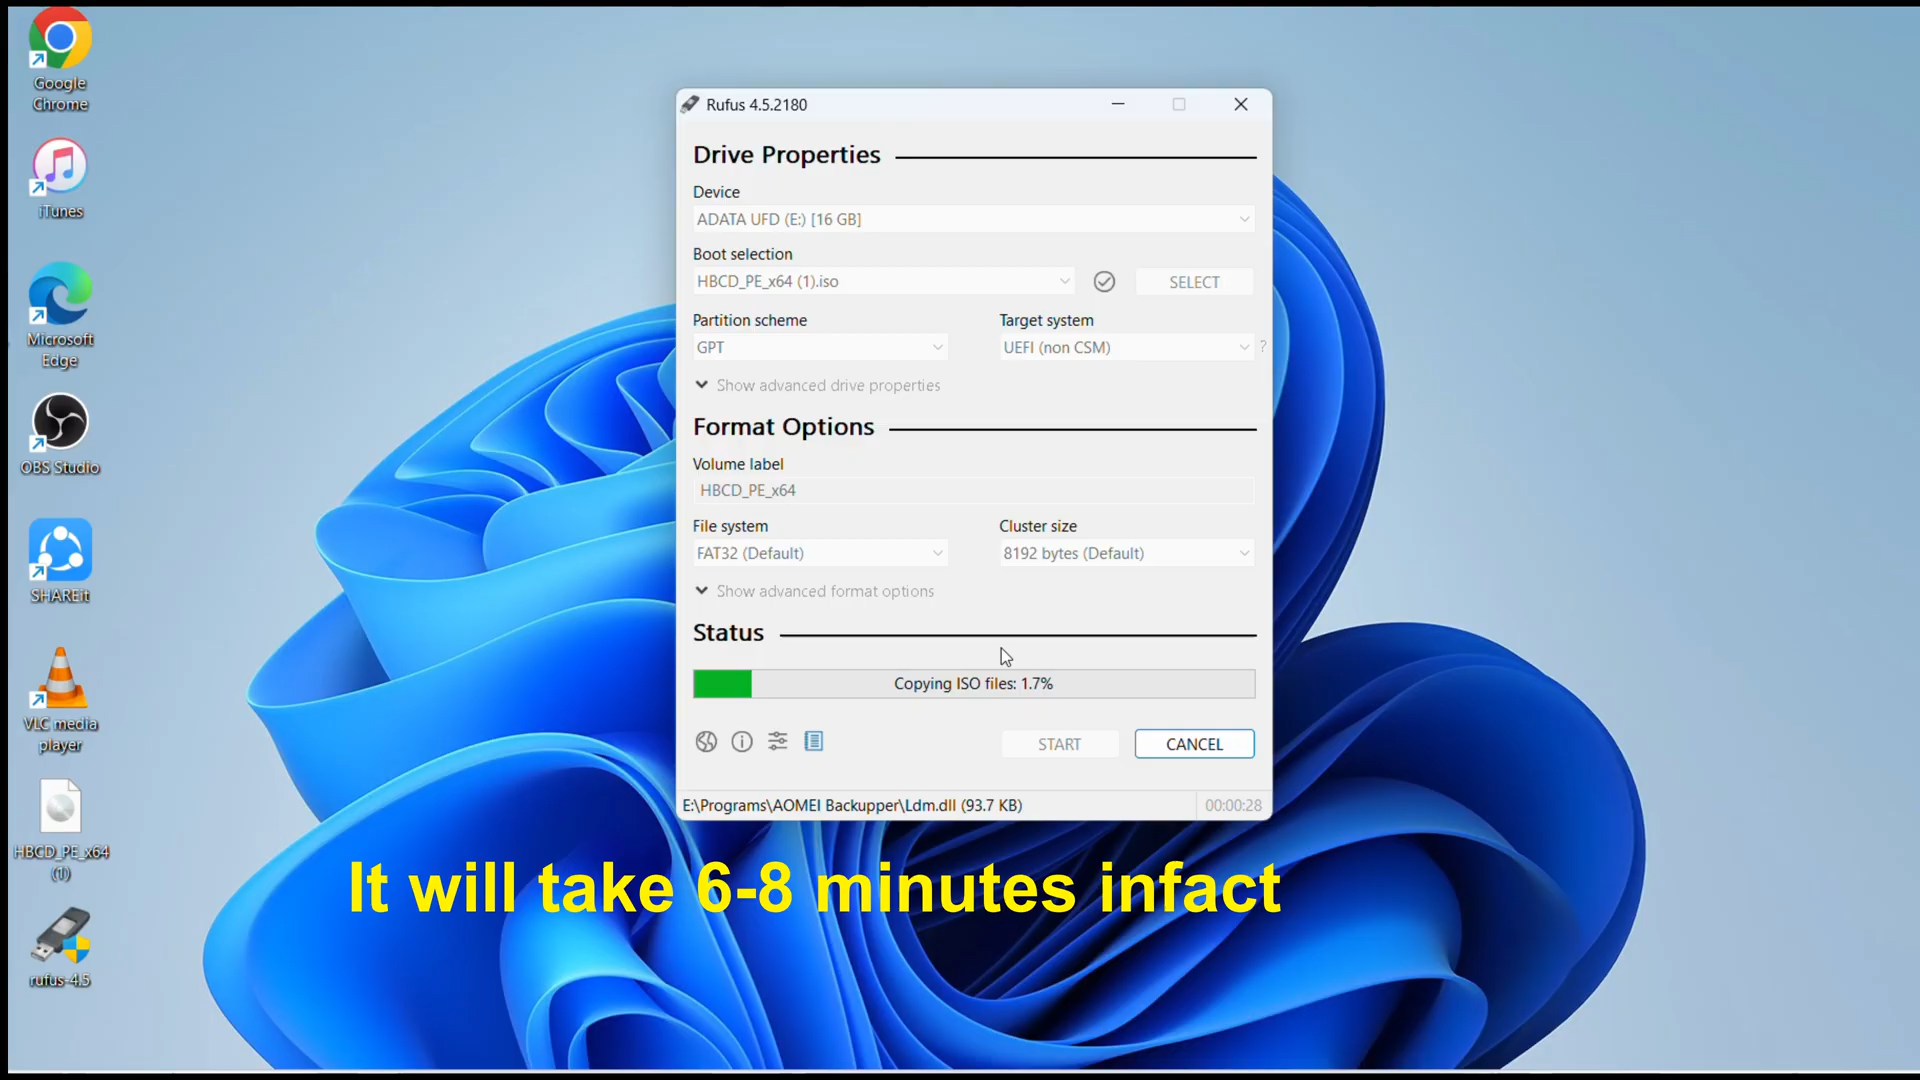 Google
Chrome
iTunes
Microsoft
Edge
OBS Studio
SHAREit
VLC media
player
HBCD_PE_x64
(1)
rufus-4.5
Rufus 4.5.2180
Drive Properties
Device
ADATA UFD (E:) [16 GB]
Boot selection
HBCD_PE_x64 (1).iso
SELECT
Partition scheme
Target system
GPT
UEFI (non CSM)
?
Show advanced drive properties
Format Options
Volume label
HBCD_PE_x64
File system
Cluster size
FAT32 (Default)
8192 bytes (Default)
Show advanced format options
Status
Copying ISO files: 1.7%
START
CANCEL
E:\Programs\AOMEI Backupper\Ldm.dll (93.7 KB)
00:00:28
It will take 6-8 minutes infact